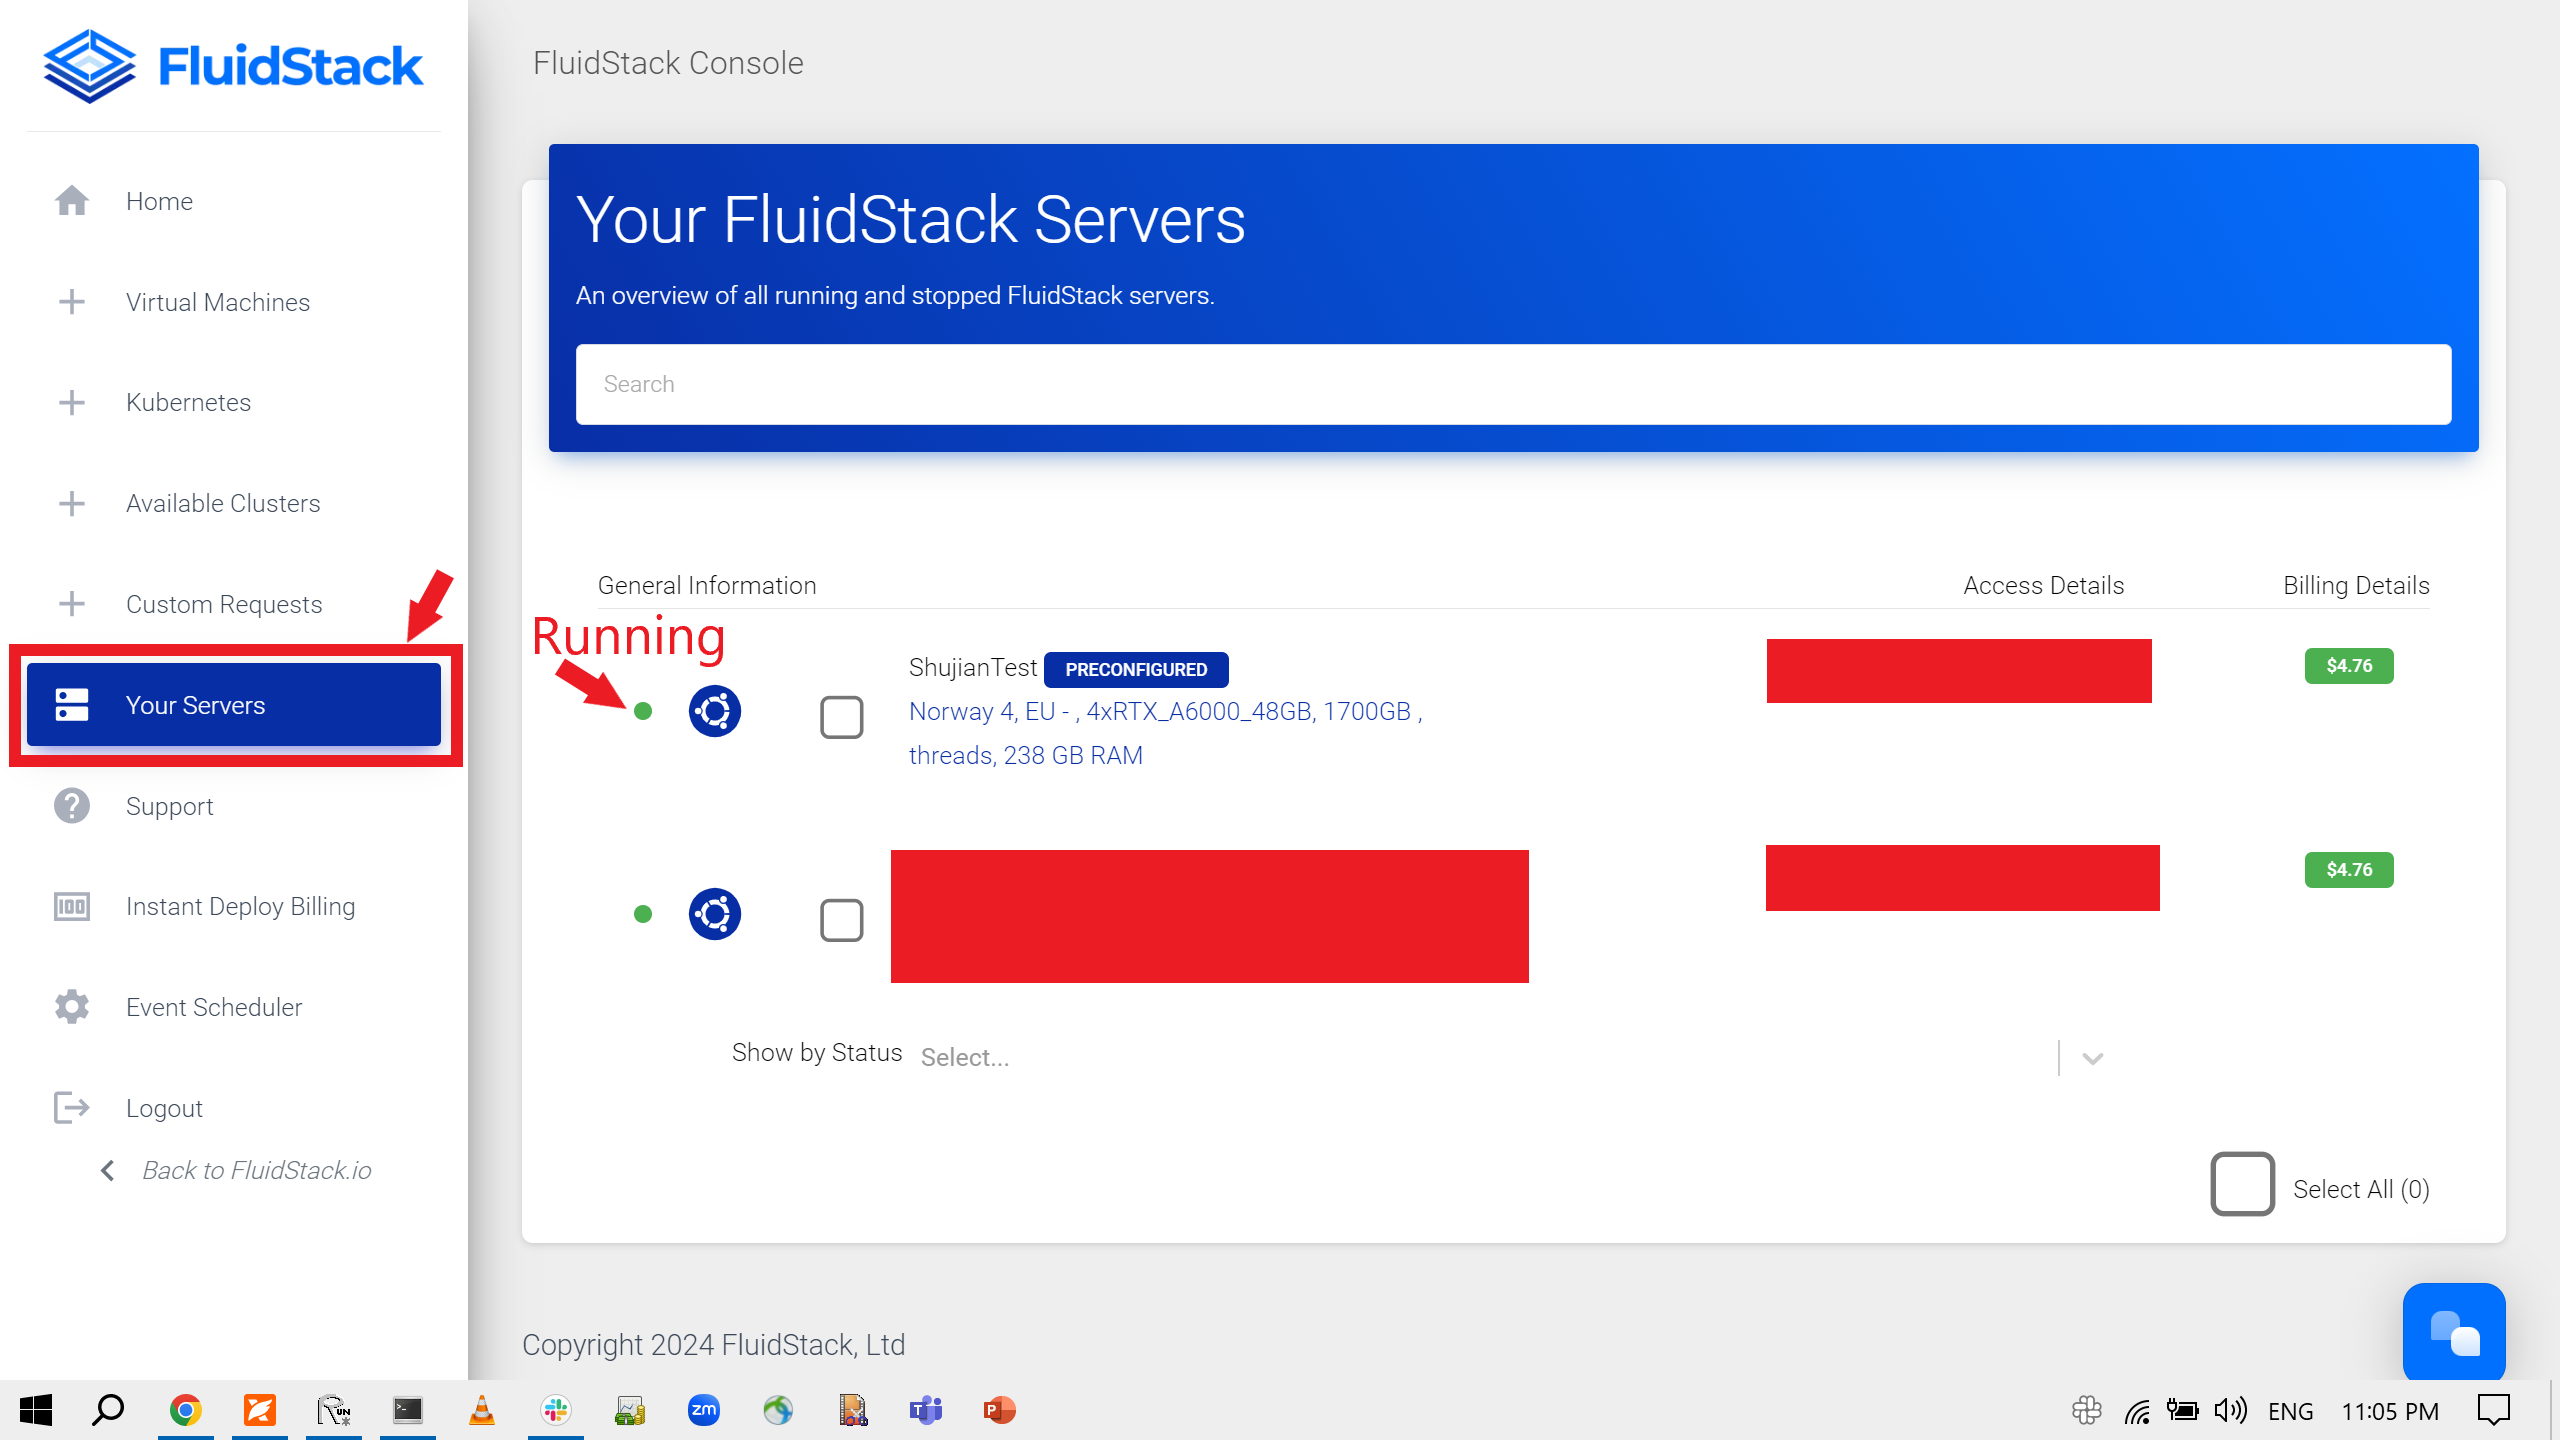 FluidStack
Home
Virtual Machines
Kubernetes
Available Clusters
Custom Requests
Your Servers
Support
100
Instant Deploy Billing
Event Scheduler
Logout
Back to FluidStack.io
FluidStack Console
Your FluidStack Servers
An overview of all running and stopped FluidStack servers.
Search
General Information
Access Details
Billing Details
Running
ShujianTest PRECONFIGURED
Norway 4, EU - , 4xRTX_A6000_48GB, 1700GB ,
threads, 238 GB RAM
$4.76
$4.76
Show by Status Select...
Select All (0)
Copyright 2024 FluidStack, Ltd
RUN
zm
T
P
ENG
11:05 PM